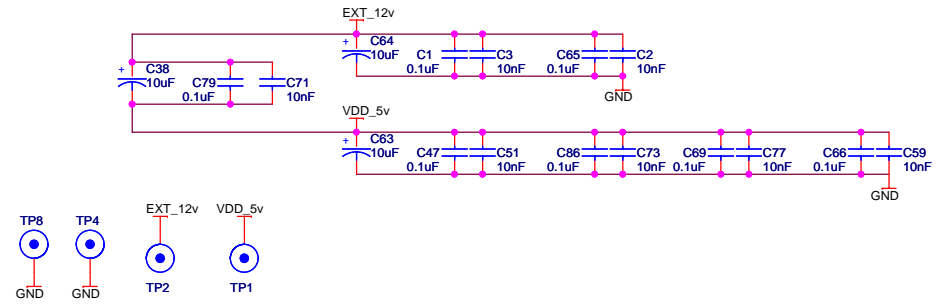 EXT_12v
+ C64 10uF
C1 0.1uF
C3 10nF
C65 0.1uF
C2 10nF
GND
+ C38 10uF
C79 0.1uF
C71 10nF
VDD_5v
+ C63 10uF
C47 0.1uF
C51 10nF
C86 0.1uF
C73 10nF
C69 0.1uF
C77 10nF
C66 0.1uF
C59 10nF
GND
TP8
GND
TP4
GND
EXT_12v
TP2
VDD_5v
TP1